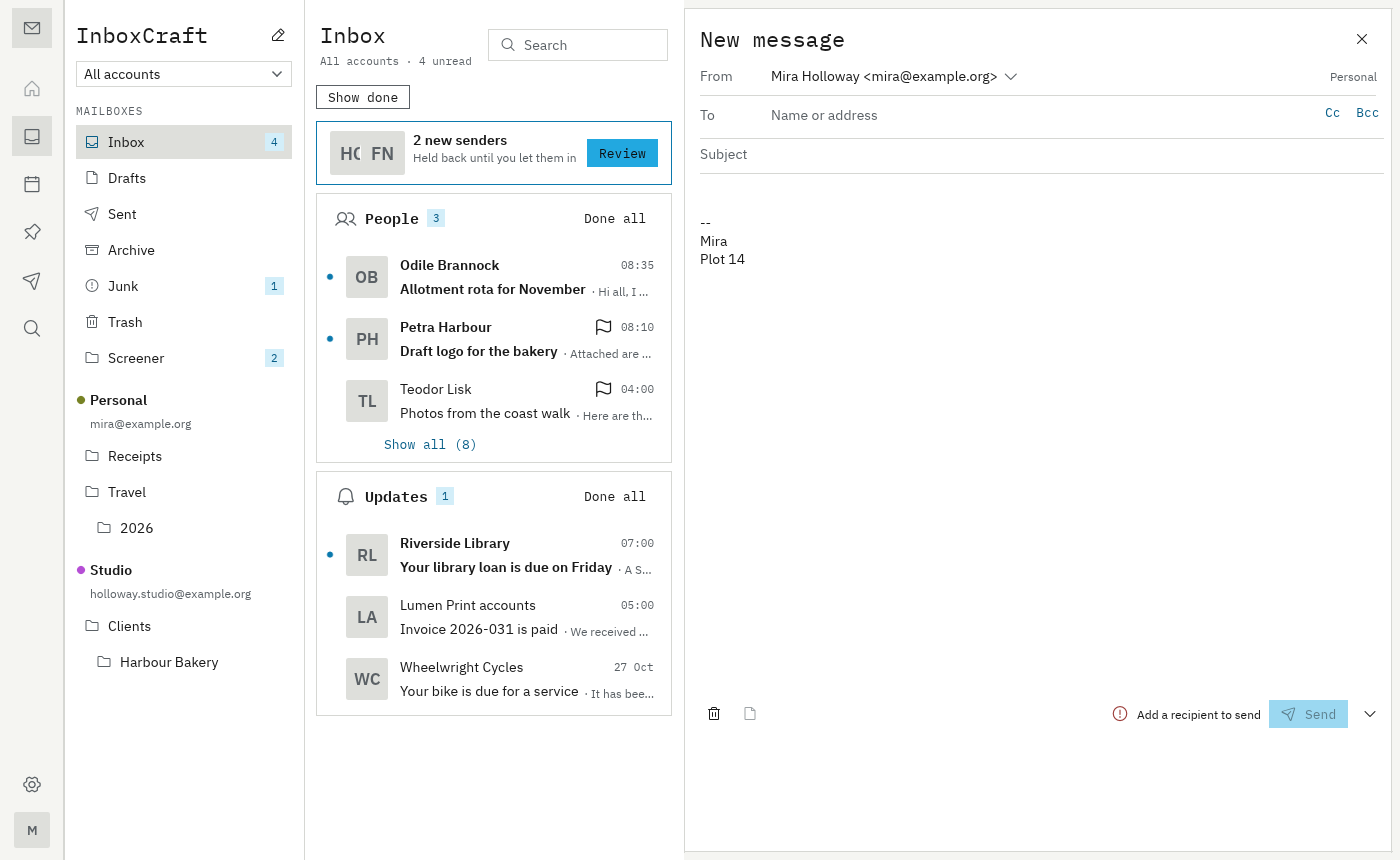 InboxCraft
All accounts
MAILBOXES
Inbox 4
Drafts
Sent
Archive
Junk 1
Trash
Screener 2
Personal
mira@example.org
Receipts
Travel
2026
Studio
holloway.studio@example.org
Clients
Harbour Bakery
M
Inbox
All accounts · 4 unread
Search
Show done
FN
2 new senders
Held back until you let them in
Review
People 3 Done all
OB
Odile Brannock 08:35
Allotment rota for November · Hi all, I ...
PH
Petra Harbour 08:10
Draft logo for the bakery · Attached are ...
TL
Teodor Lisk 04:00
Photos from the coast walk · Here are th...
Show all (8)
Updates 1 Done all
RL
Riverside Library 07:00
Your library loan is due on Friday · A S...
LA
Lumen Print accounts 05:00
Invoice 2026-031 is paid · We received ...
WC
Wheelwright Cycles 27 Oct
Your bike is due for a service · It has bee...
New message
From Mira Holloway <mira@example.org> Personal
To Name or address Cc Bcc
Subject
--
Mira
Plot 14
Add a recipient to send
Send